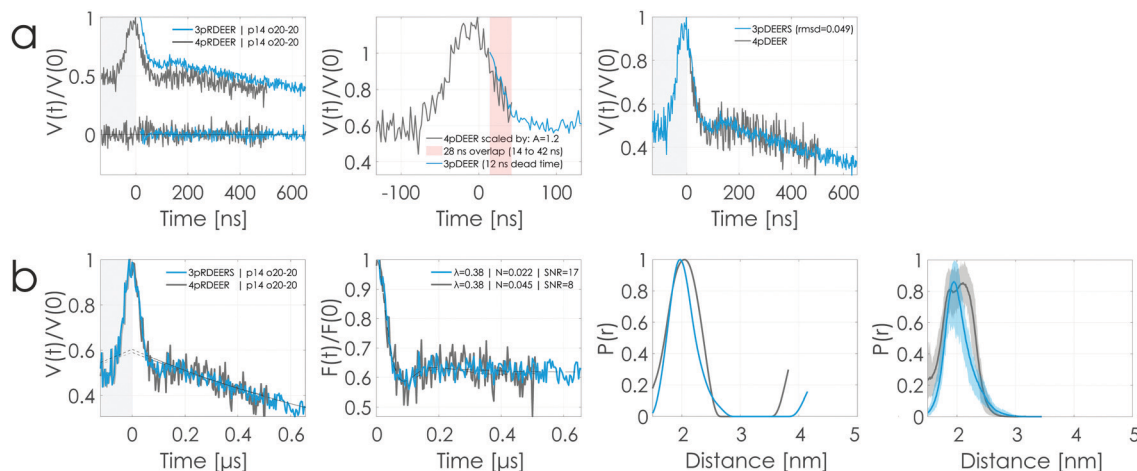 a
3pRDEER | p14 o20-20
4pRDEER | p14 o20-20
V(t)/V(0)
1
0.5
0
0 200 400 600
Time [ns]
V(t)/V(0)
1
0.8
0.6
0.4
4pDEER scaled by: A=1.2
28 ns overlap (14 to 42 ns)
3pDEER (12 ns dead time)
-100 0 100
Time [ns]
3pDEERS (rmsd=0.049)
4pDEER
V(t)/V(0)
1
0.8
0.6
0.4
0 200 400 600
Time [ns]
b
3pRDEERS | p14 o20-20
4pRDEER | p14 o20-20
V(t)/V(0)
1
0.8
0.6
0.4
0 0.2 0.4 0.6
Time [µs]
λ=0.38 | N=0.022 | SNR=17
λ=0.38 | N=0.045 | SNR=8
F(t)/F(0)
1
0.9
0.8
0.7
0.6
0.5
0 0.2 0.4 0.6
Time [µs]
P(r)
1
0.8
0.6
0.4
0.2
0
2 3 4 5
Distance [nm]
P(r)
1
0.8
0.6
0.4
0.2
0
2 3 4 5
Distance [nm]